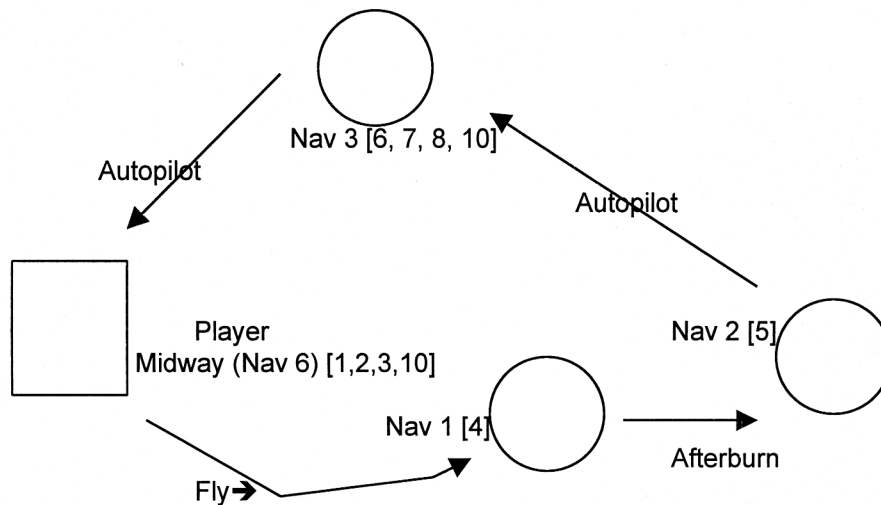 Nav 3 [6, 7, 8, 10]
Autopilot
Autopilot
Player
Midway (Nav 6) [1,2,3,10]
Nav 2 [5]
Nav 1 [4]
Afterburn
Fly➔